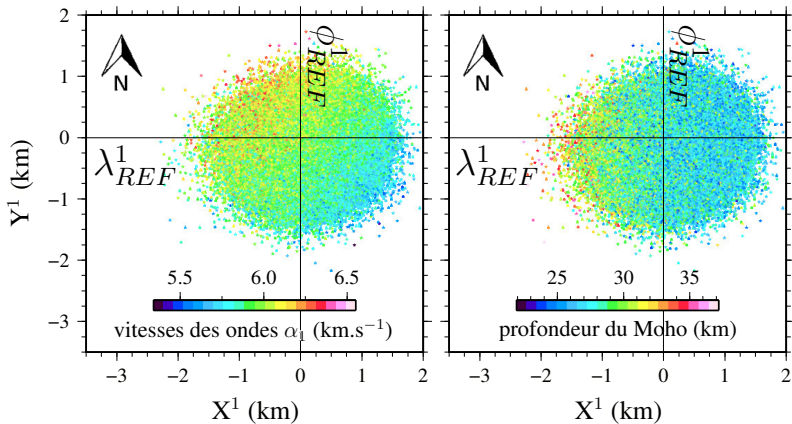 2
1
0
−1
−2
−3
Y¹ (km)
N
ϕ¹REF
λ¹REF
5.5 6.0 6.5
vitesses des ondes α₁ (km.s⁻¹)
−3 −2 −1 0 1 2
X¹ (km)
N
ϕ¹REF
λ¹REF
25 30 35
profondeur du Moho (km)
−3 −2 −1 0 1 2
X¹ (km)